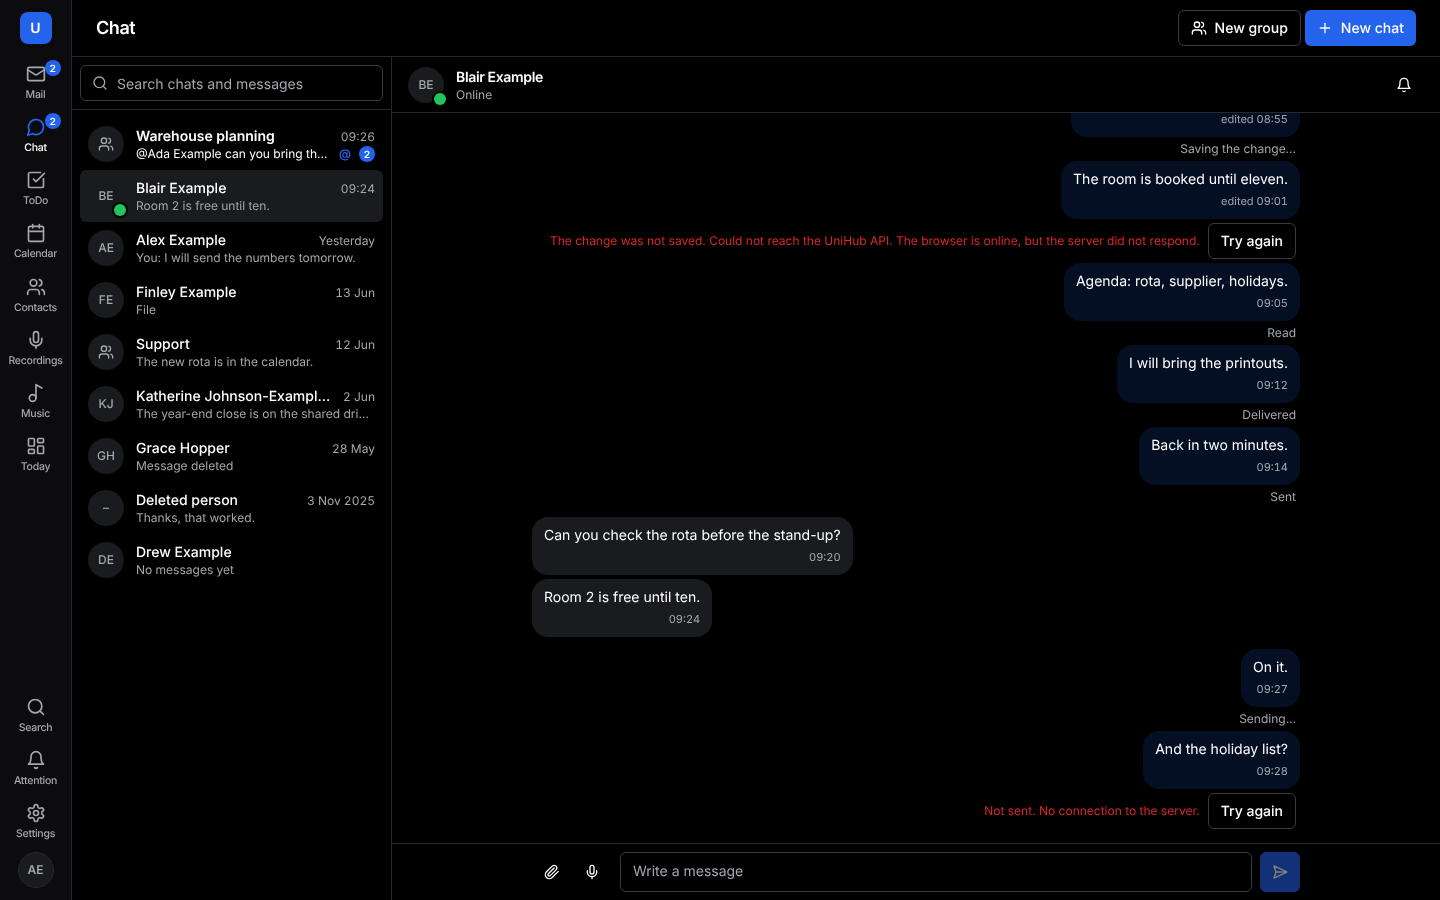 U
Chat
New group
New chat
2
Mail
2
Chat
ToDo
Calendar
Contacts
Recordings
Music
Today
Search
Attention
Settings
AE
Search chats and messages
Warehouse planning
09:26
@Ada Example can you bring th...
@
2
BE
Blair Example
09:24
Room 2 is free until ten.
AE
Alex Example
Yesterday
You: I will send the numbers tomorrow.
FE
Finley Example
13 Jun
File
Support
12 Jun
The new rota is in the calendar.
KJ
Katherine Johnson-Exampl...
2 Jun
The year-end close is on the shared dri...
GH
Grace Hopper
28 May
Message deleted
–
Deleted person
3 Nov 2025
Thanks, that worked.
DE
Drew Example
No messages yet
BE
Blair Example
Online
edited 08:55
Saving the change...
The room is booked until eleven.
edited 09:01
The change was not saved. Could not reach the UniHub API. The browser is online, but the server did not respond.
Try again
Agenda: rota, supplier, holidays.
09:05
Read
I will bring the printouts.
09:12
Delivered
Back in two minutes.
09:14
Sent
Can you check the rota before the stand-up?
09:20
Room 2 is free until ten.
09:24
On it.
09:27
Sending...
And the holiday list?
09:28
Not sent. No connection to the server.
Try again
Write a message